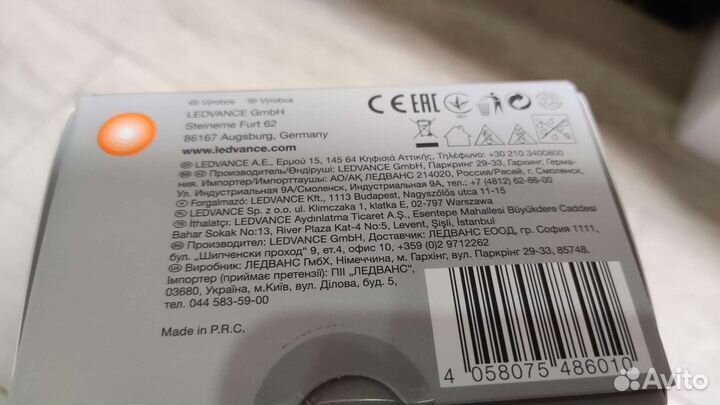 CZ Výrobce SK Výrobca
LEDVANCE GmbH
Steinerne Furt 62
86167 Augsburg, Germany
www.ledvance.com
CE EAC
GR LEDVANCE A.E., Ερμού 15, 145 64 Κηφισιά Αττικής, Τηλέφωνο: +30 210 3400800
Производитель/Өндіруші: LEDVANCE GmbH, Паркринг 29-33, Гархинг, Герма-
ния. Импортер/Импорттаушы: АО/АҚ ЛЕДВАНС 214020, Россия/Ресей, г. Смоленск,
Ул. Индустриальная 9А/Смоленск, Индустриальная 9А, тел. +7 (4812) 62-86-00
Forgalmazó: LEDVANCE Kft., 1113 Budapest, Nagyszőlős utca 11-15
LEDVANCE Sp. z o.o. ul. Klimczaka 1, klatka E, 02-797 Warszawa
İthalatçı: LEDVANCE Aydınlatma Ticaret A.Ş., Esentepe Mahallesi Büyükdere Caddesi
Bahar Sokak No:13, River Plaza Kat-4 No:5, Levent, Şişli, İstanbul
Производител: LEDVANCE GmbH, Доставчик: ЛЕДВАНС ЕООД, гр. София 1111,
бул. „Шипченски проход" 9, ет.4, офис 10, +359 (0)2 9712262
UA Виробник: ЛЕДВАНС ГмбХ, Німеччина, м. Гархінг, вул. Паркрінг 29-33, 85748.
Імпортер (приймає претензії): ПІІ „ЛЕДВАНС",
03680, Україна, м.Київ, вул. Ділова, буд. 5,
тел. 044 583-59-00
Made in P.R.C.
4 058075 486010
Avito